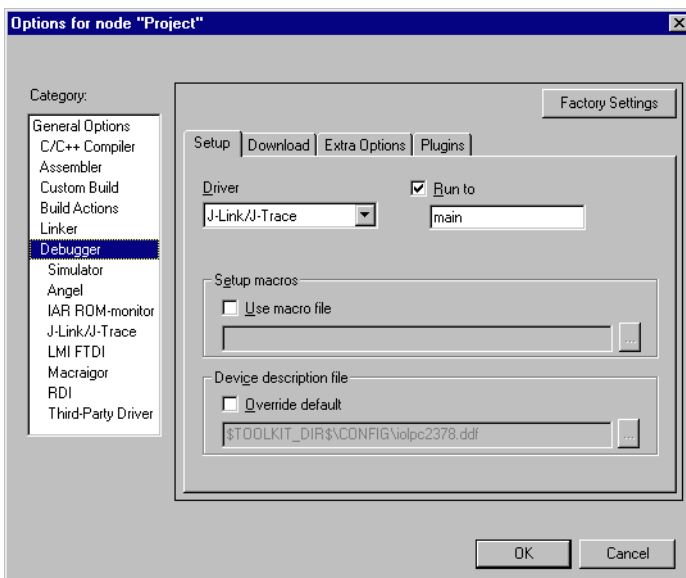 Options for node "Project"
Category:
General Options
C/C++ Compiler
Assembler
Custom Build
Build Actions
Linker
Debugger
Simulator
Angel
IAR ROM-monitor
J-Link/J-Trace
LMI FTDI
Macraigor
RDI
Third-Party Driver
Factory Settings
Setup Download Extra Options Plugins
Driver Run to
J-Link/J-Trace main
Setup macros
Use macro file
...
Device description file
Override default
$TOOLKIT_DIR$\CONFIG\iolpc2378.ddf ...
OK Cancel